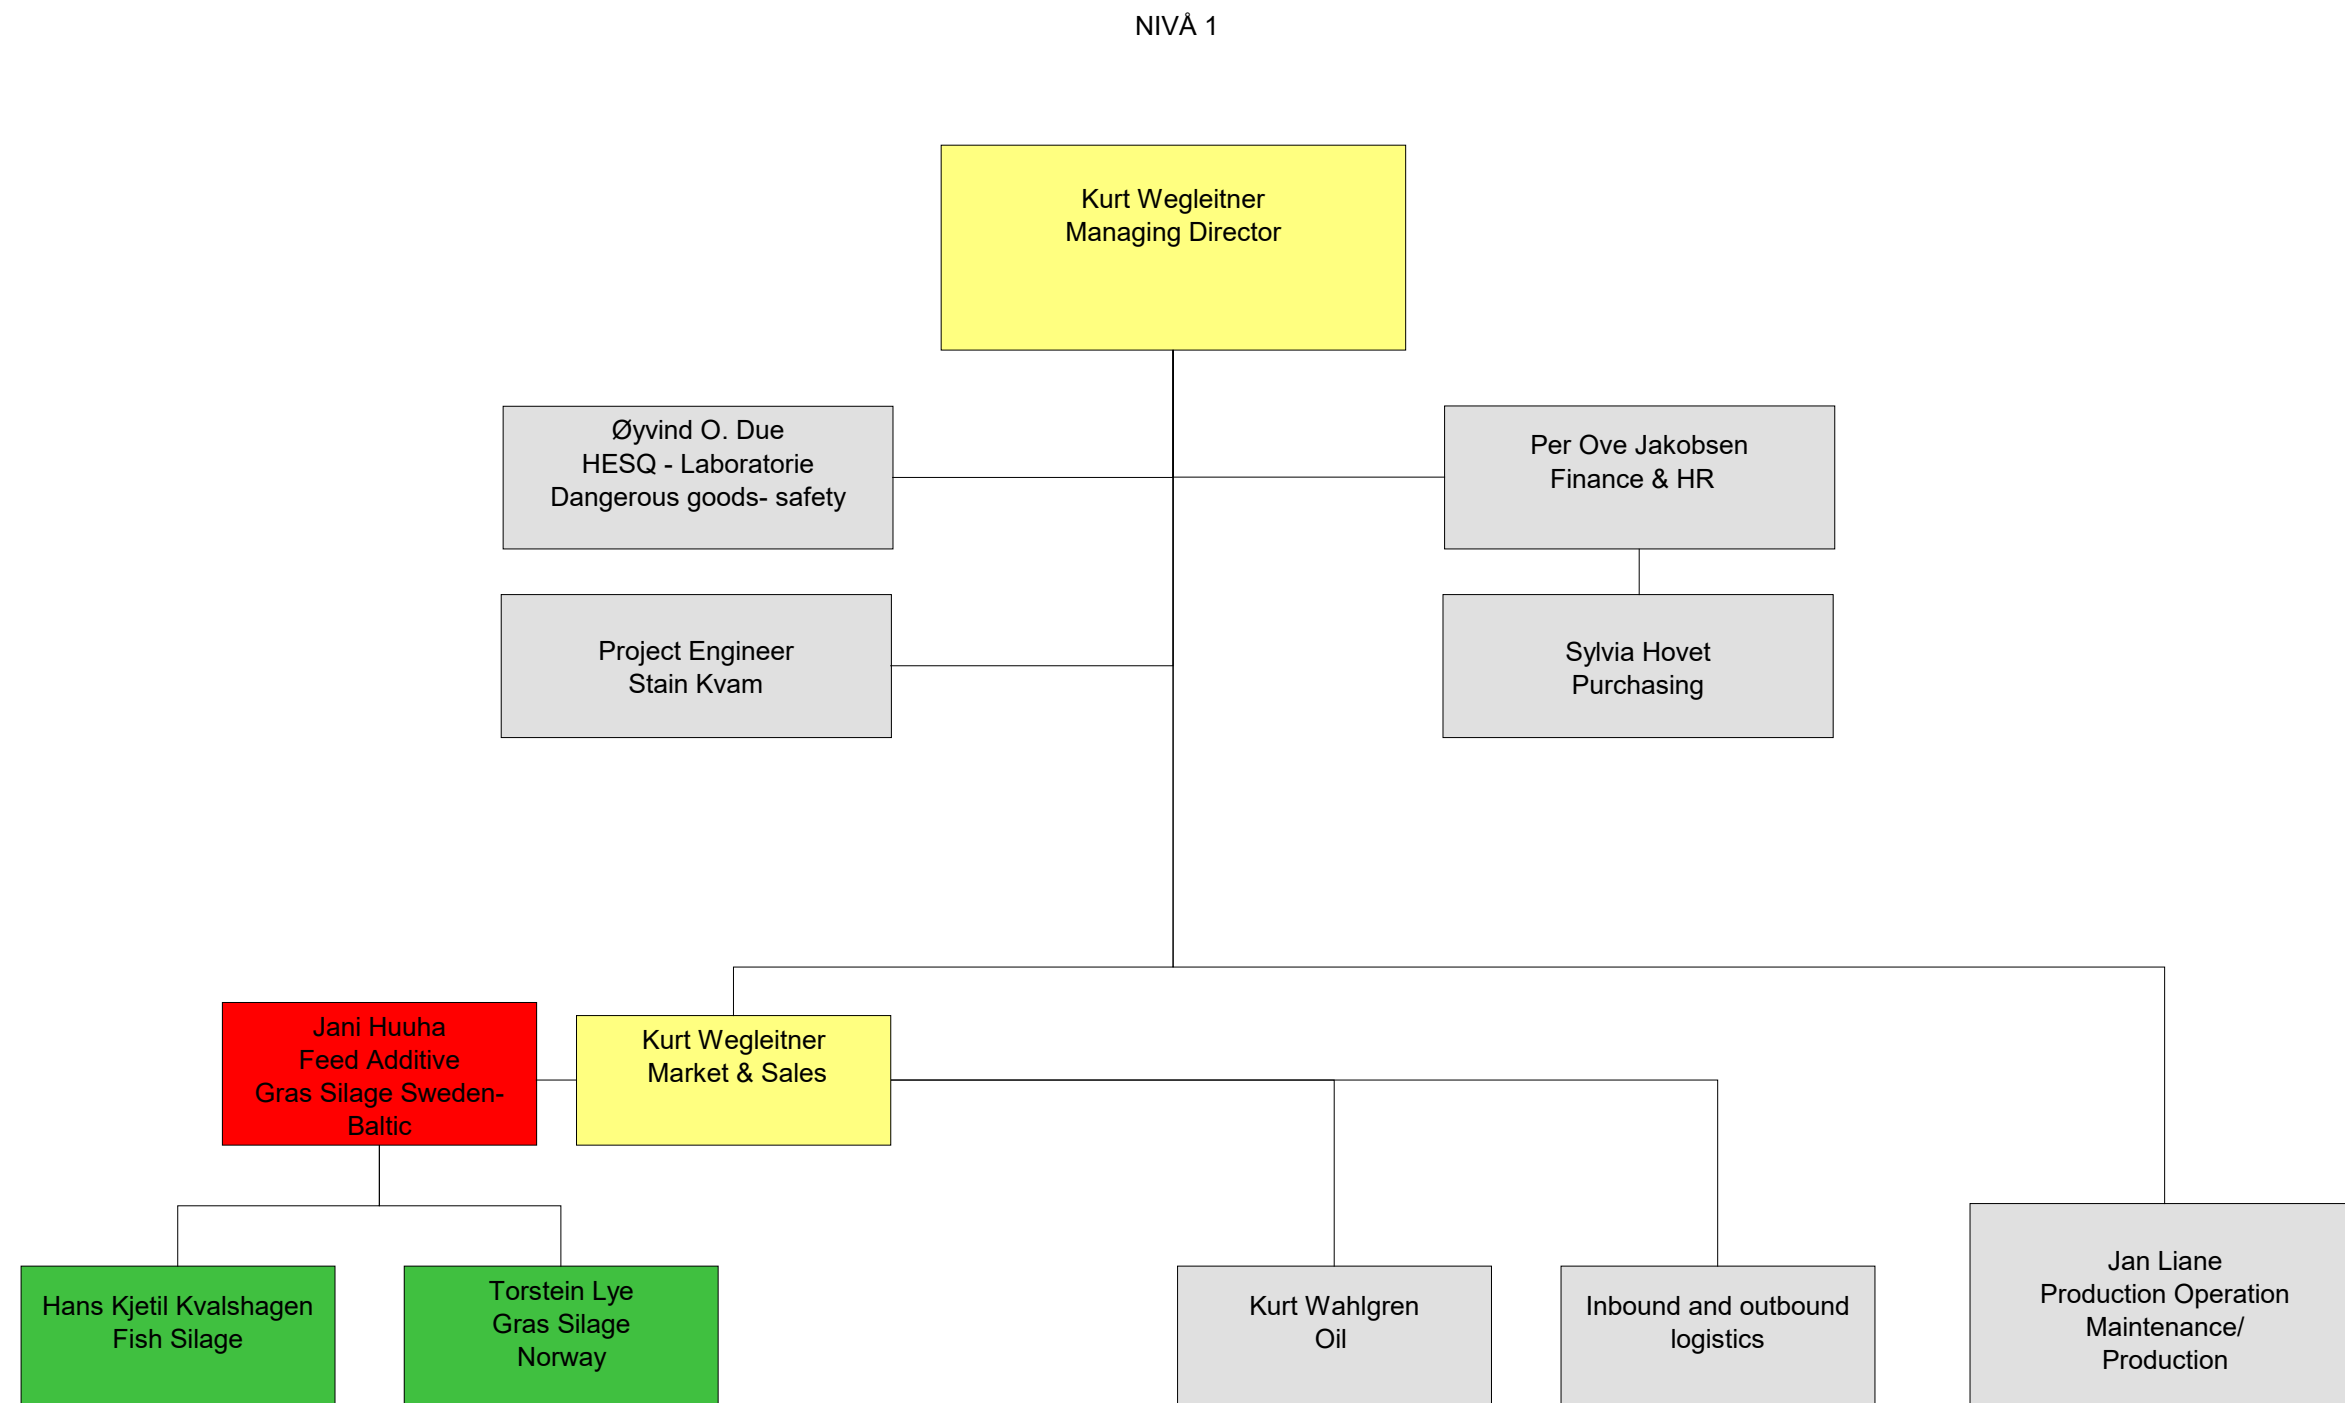 NIVÅ 1
Kurt Wegleitner
Managing Director
Øyvind O. Due
HESQ - Laboratorie
Dangerous goods- safety
Per Ove Jakobsen
Finance & HR
Project Engineer
Stain Kvam
Sylvia Hovet
Purchasing
Jani Huuha
Feed Additive
Gras Silage Sweden-
Baltic
Kurt Wegleitner
Market & Sales
Hans Kjetil Kvalshagen
Fish Silage
Torstein Lye
Gras Silage
Norway
Kurt Wahlgren
Oil
Inbound and outbound
logistics
Jan Liane
Production Operation
Maintenance/
Production